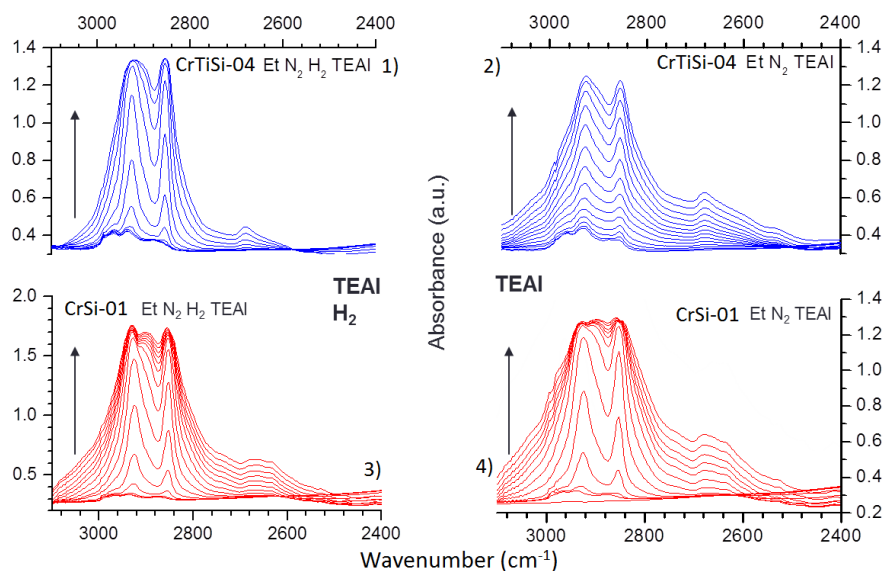 3000 2800 2600 2400
3000 2800 2600 2400
1.4
1.2
1.0
0.8
0.6
0.4
CrTiSi-04 Et N₂ H₂ TEAl 1)
2) CrTiSi-04 Et N₂ TEAl
1.4
1.2
1.0
0.8
0.6
0.4
Absorbance (a.u.)
TEAl
H₂
TEAl
2.0
1.5
1.0
0.5
CrSi-01 Et N₂ H₂ TEAl
3)
CrSi-01 Et N₂ TEAl
4)
1.4
1.2
1.0
0.8
0.6
0.4
0.2
3000 2800 2600 2400
3000 2800 2600 2400
Wavenumber (cm⁻¹)